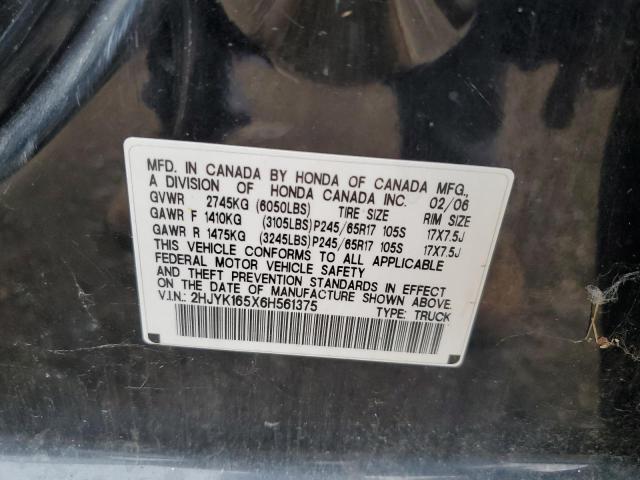 MFD. IN CANADA BY HONDA OF CANADA MFG.,
A DIVISION OF HONDA CANADA INC. 02/06
GVWR 2745KG (6050LBS) TIRE SIZE RIM SIZE
GAWR F 1410KG (3105LBS)P245/65R17 105S 17X7.5J
GAWR R 1475KG (3245LBS)P245/65R17 105S 17X7.5J
THIS VEHICLE CONFORMS TO ALL APPLICABLE
FEDERAL MOTOR VEHICLE SAFETY
AND THEFT PREVENTION STANDARDS IN EFFECT
ON THE DATE OF MANUFACTURE SHOWN ABOVE.
V.I.N.: 2HJYK165X6H561375 TYPE: TRUCK